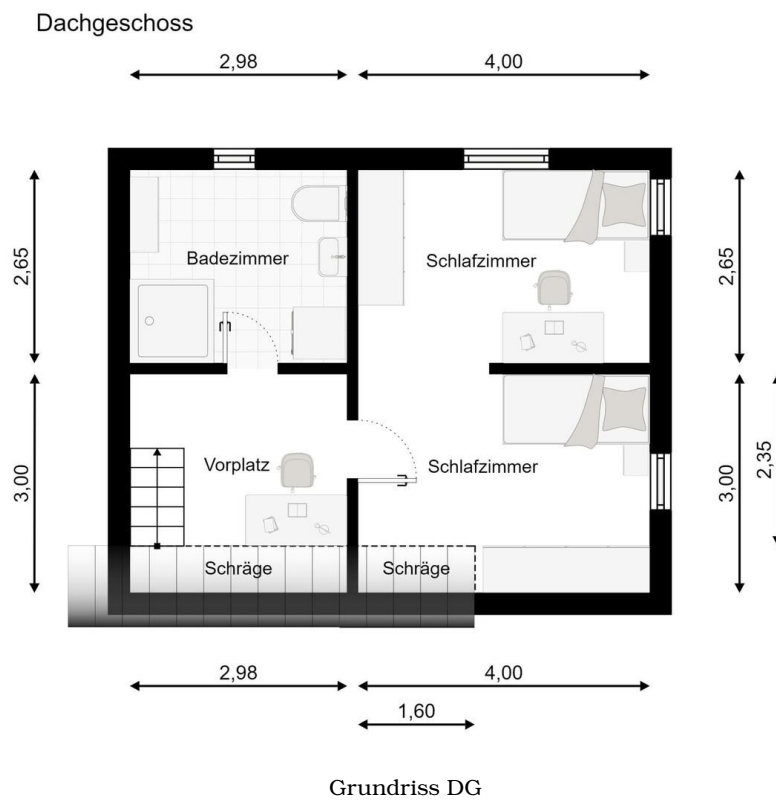 Dachgeschoss
2,98 4,00
2,65 2,65
Badezimmer Schlafzimmer
3,00 3,00 2,35
Vorplatz Schlafzimmer
Schräge Schräge
2,98 4,00
1,60
Grundriss DG